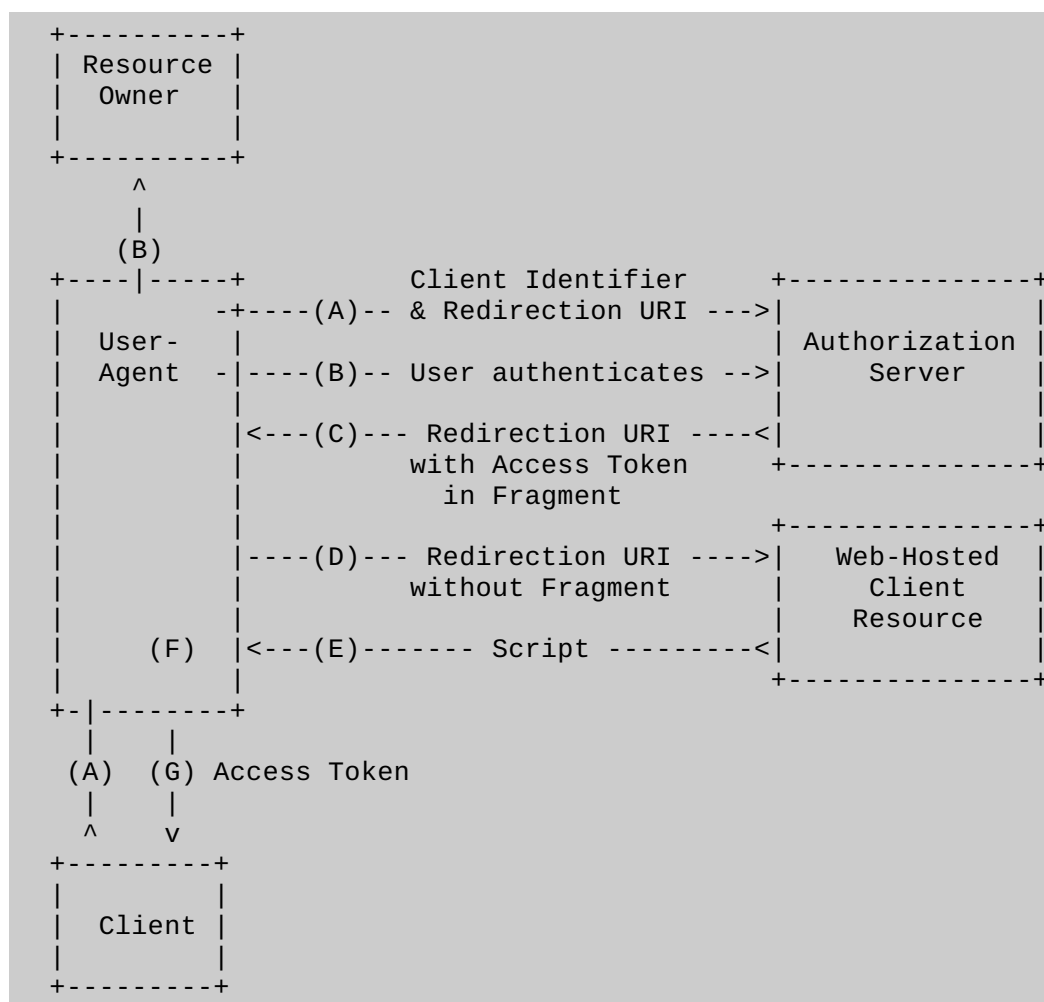 +----------+
| Resource |
|  Owner   |
|          |
+----------+
     ^
     |
    (B)
+----|-----+          Client Identifier     +---------------+
|         -+----(A)-- & Redirection URI --->|               |
|  User-   |                                | Authorization |
|  Agent  -|----(B)-- User authenticates -->|     Server    |
|          |                                |               |
|          |<---(C)--- Redirection URI ----<|               |
|          |          with Access Token     +---------------+
|          |            in Fragment
|          |                                +---------------+
|          |----(D)--- Redirection URI ---->|   Web-Hosted  |
|          |          without Fragment      |     Client    |
|          |                                |    Resource   |
|     (F)  |<---(E)------- Script ---------<|               |
|          |                                +---------------+
+-|--------+
  |    |
 (A)  (G) Access Token
  |    |
  ^    v
+---------+
|         |
|  Client |
|         |
+---------+